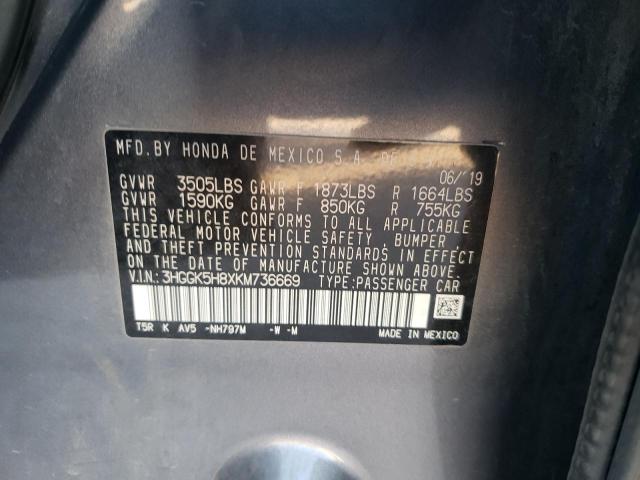 MFD. BY HONDA DE MEXICO S.A. DE C.V.
06/'19
GVWR 3505LBS GAWR F 1873LBS R 1664LBS
GVWR 1590KG GAWR F 850KG R 755KG
THIS VEHICLE CONFORMS TO ALL APPLICABLE
FEDERAL MOTOR VEHICLE SAFETY, BUMPER,
AND THEFT PREVENTION STANDARDS IN EFFECT
ON THE DATE OF MANUFACTURE SHOWN ABOVE.
V.I.N.: 3HGGK5H8XKM736669 TYPE:PASSENGER CAR
T5R K AV5 -NH797M -W -M
MADE IN MEXICO